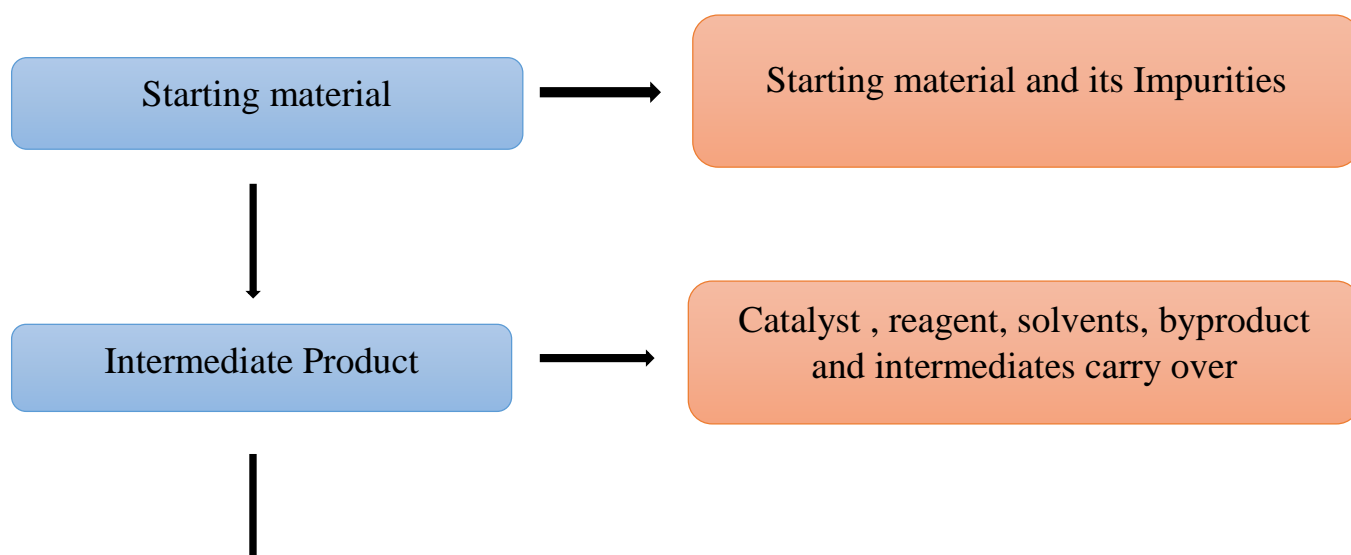 Starting material
Starting material and its Impurities
Intermediate Product
Catalyst , reagent, solvents, byproduct
and intermediates carry over